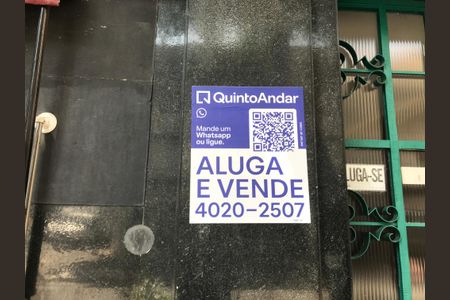 QuintoAndar
Mande um
Whatsapp
ou ligue.
ALUGA
E VENDE
4020-2507
LUGA-SE